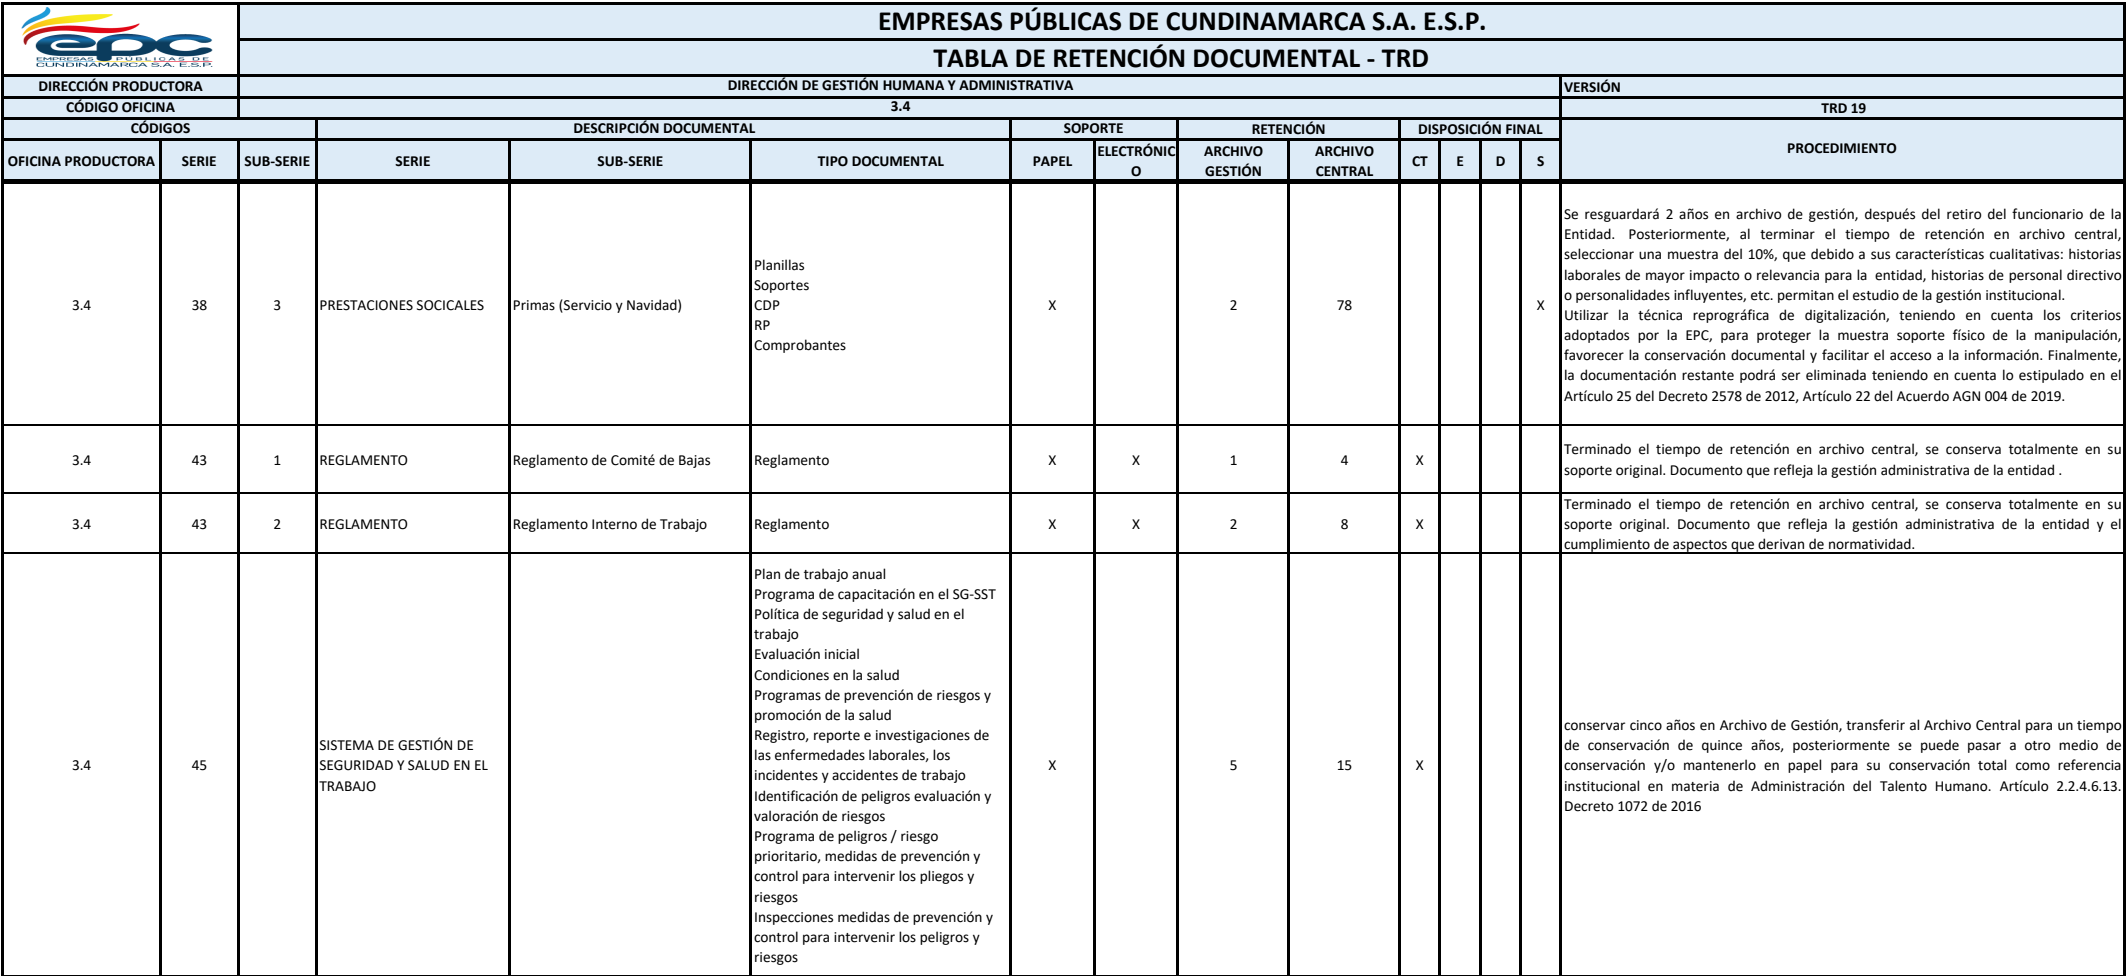 epc
EMPRESAS PÚBLICAS DE
CUNDINAMARCA S.A. E.S.P.
EMPRESAS PÚBLICAS DE CUNDINAMARCA S.A. E.S.P.
TABLA DE RETENCIÓN DOCUMENTAL - TRD
DIRECCIÓN PRODUCTORA DIRECCIÓN DE GESTIÓN HUMANA Y ADMINISTRATIVA VERSIÓN
CÓDIGO OFICINA 3.4 TRD 19
CÓDIGOS DESCRIPCIÓN DOCUMENTAL SOPORTE RETENCIÓN DISPOSICIÓN FINAL PROCEDIMIENTO
OFICINA PRODUCTORA SERIE SUB-SERIE SERIE SUB-SERIE TIPO DOCUMENTAL PAPEL
ELECTRÓNIC
O
ARCHIVO
GESTIÓN
ARCHIVO
CENTRAL
CT E D S
3.4 38 3 PRESTACIONES SOCICALES Primas (Servicio y Navidad)
Planillas
Soportes
CDP
RP
Comprobantes
X 2 78 X
Se resguardará 2 años en archivo de gestión, después del retiro del funcionario de la
Entidad. Posteriormente, al terminar el tiempo de retención en archivo central,
seleccionar una muestra del 10%, que debido a sus características cualitativas: historias
laborales de mayor impacto o relevancia para la entidad, historias de personal directivo
o personalidades influyentes, etc. permitan el estudio de la gestión institucional.
Utilizar la técnica reprográfica de digitalización, teniendo en cuenta los criterios
adoptados por la EPC, para proteger la muestra soporte físico de la manipulación,
favorecer la conservación documental y facilitar el acceso a la información. Finalmente,
la documentación restante podrá ser eliminada teniendo en cuenta lo estipulado en el
Artículo 25 del Decreto 2578 de 2012, Artículo 22 del Acuerdo AGN 004 de 2019.
3.4 43 1 REGLAMENTO Reglamento de Comité de Bajas Reglamento X X 1 4 X
Terminado el tiempo de retención en archivo central, se conserva totalmente en su
soporte original. Documento que refleja la gestión administrativa de la entidad .
3.4 43 2 REGLAMENTO Reglamento Interno de Trabajo Reglamento X X 2 8 X
Terminado el tiempo de retención en archivo central, se conserva totalmente en su
soporte original. Documento que refleja la gestión administrativa de la entidad y el
cumplimiento de aspectos que derivan de normatividad.
3.4 45
SISTEMA DE GESTIÓN DE
SEGURIDAD Y SALUD EN EL
TRABAJO
Plan de trabajo anual
Programa de capacitación en el SG-SST
Política de seguridad y salud en el
trabajo
Evaluación inicial
Condiciones en la salud
Programas de prevención de riesgos y
promoción de la salud
Registro, reporte e investigaciones de
las enfermedades laborales, los
incidentes y accidentes de trabajo
Identificación de peligros evaluación y
valoración de riesgos
Programa de peligros / riesgo
prioritario, medidas de prevención y
control para intervenir los pliegos y
riesgos
Inspecciones medidas de prevención y
control para intervenir los peligros y
riesgos
X 5 15 X
conservar cinco años en Archivo de Gestión, transferir al Archivo Central para un tiempo
de conservación de quince años, posteriormente se puede pasar a otro medio de
conservación y/o mantenerlo en papel para su conservación total como referencia
institucional en materia de Administración del Talento Humano. Artículo 2.2.4.6.13.
Decreto 1072 de 2016